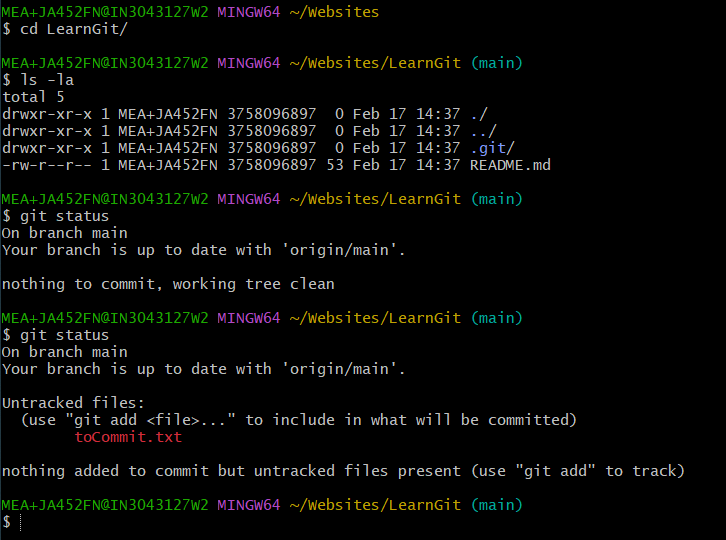 MEA+JA452FN@IN3043127W2 MINGW64 ~/Websites
$ cd LearnGit/

MEA+JA452FN@IN3043127W2 MINGW64 ~/Websites/LearnGit (main)
$ ls -la
total 5
drwxr-xr-x 1 MEA+JA452FN 3758096897  0 Feb 17 14:37 ./
drwxr-xr-x 1 MEA+JA452FN 3758096897  0 Feb 17 14:37 ../
drwxr-xr-x 1 MEA+JA452FN 3758096897  0 Feb 17 14:37 .git/
-rw-r--r-- 1 MEA+JA452FN 3758096897 53 Feb 17 14:37 README.md

MEA+JA452FN@IN3043127W2 MINGW64 ~/Websites/LearnGit (main)
$ git status
On branch main
Your branch is up to date with 'origin/main'.

nothing to commit, working tree clean

MEA+JA452FN@IN3043127W2 MINGW64 ~/Websites/LearnGit (main)
$ git status
On branch main
Your branch is up to date with 'origin/main'.

Untracked files:
  (use "git add <file>..." to include in what will be committed)
        toCommit.txt

nothing added to commit but untracked files present (use "git add" to track)

MEA+JA452FN@IN3043127W2 MINGW64 ~/Websites/LearnGit (main)
$